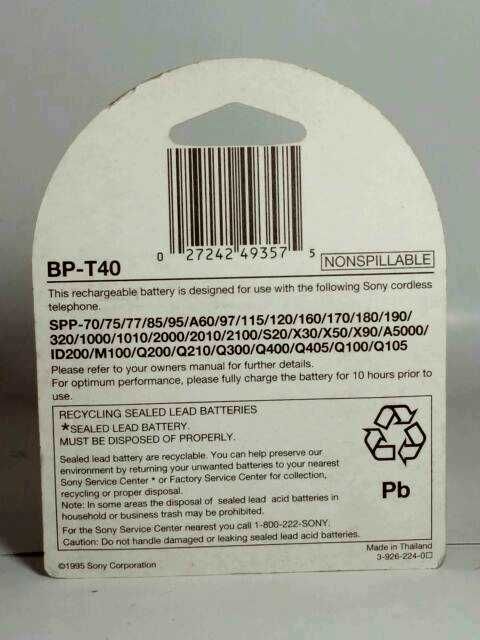 0 27242 49357 5
BP-T40 NONSPILLABLE
This rechargeable battery is designed for use with the following Sony cordless
telephone.
SPP-70/75/77/85/95/A60/97/115/120/160/170/180/190/
320/1000/1010/2000/2010/2100/S20/X30/X50/X90/A5000/
ID200/M100/Q200/Q210/Q300/Q400/Q405/Q100/Q105
Please refer to your owners manual for further details.
For optimum performance, please fully charge the battery for 10 hours prior to
use.
RECYCLING SEALED LEAD BATTERIES
*SEALED LEAD BATTERY.
MUST BE DISPOSED OF PROPERLY.
Sealed lead battery are recyclable. You can help preserve our
environment by returning your unwanted batteries to your nearest
Sony Service Center * or Factory Service Center for collection,
recycling or proper disposal.
Note: In some areas the disposal of sealed lead acid batteries in
household or business trash may be prohibited.
For the Sony Service Center nearest you call 1-800-222-SONY.
Caution: Do not handle damaged or leaking sealed lead acid batteries.
Pb
Made in Thailand
©1995 Sony Corporation 3-926-224-0□